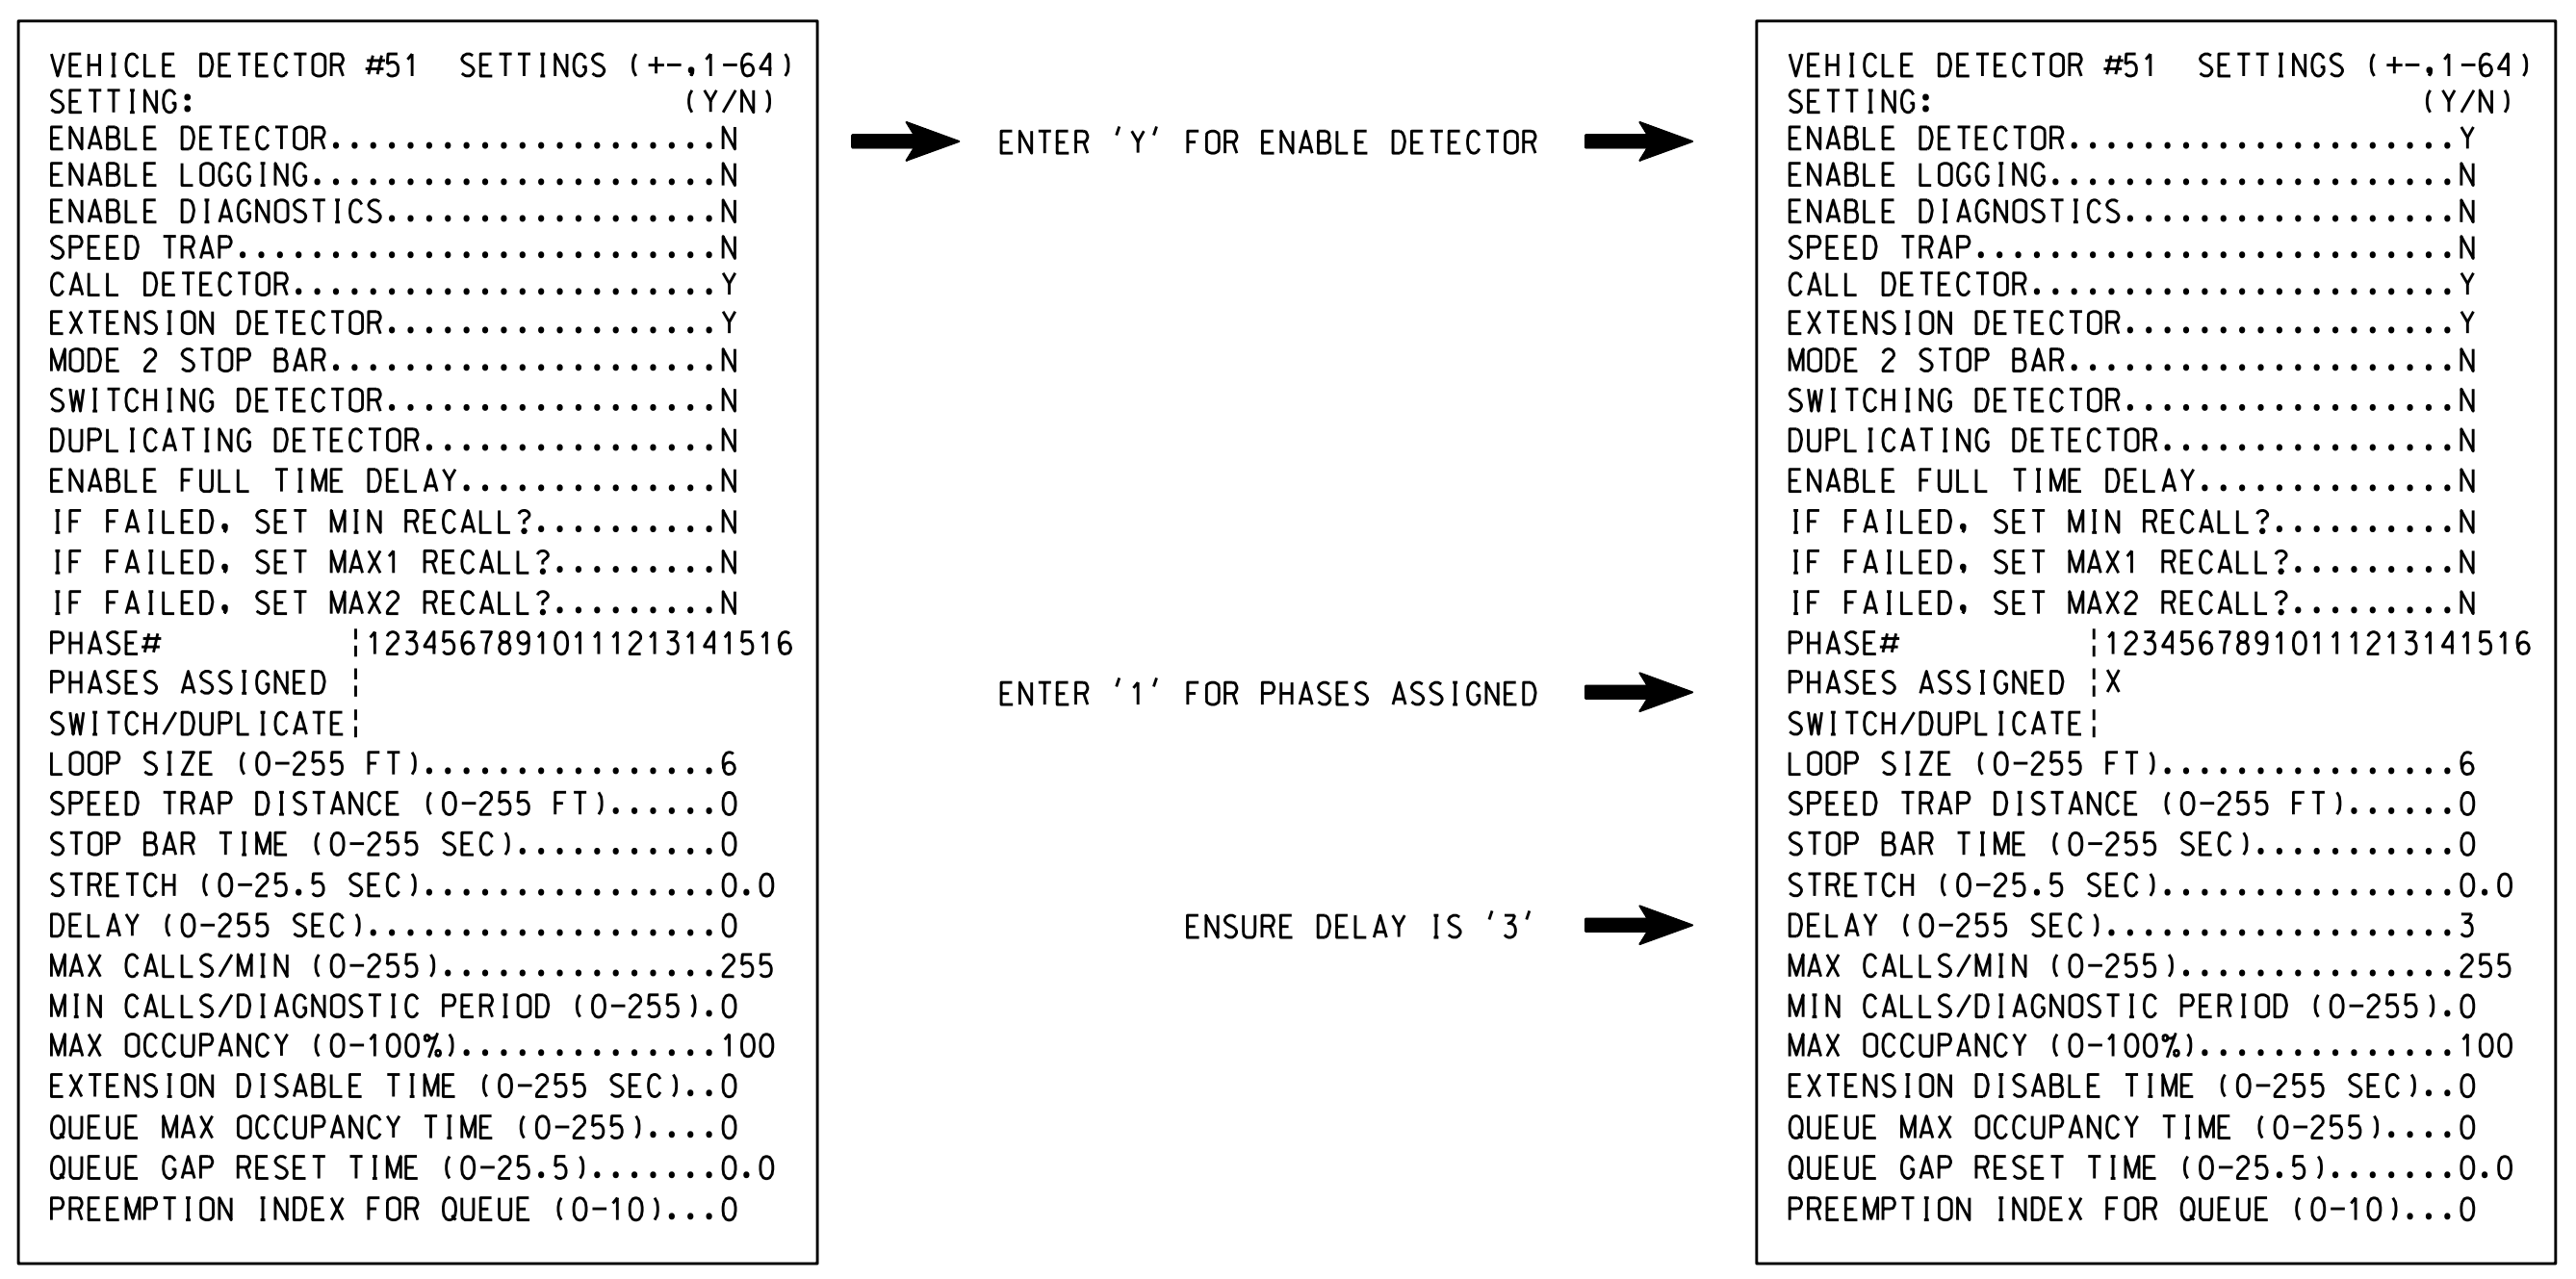 VEHICLE DETECTOR #51  SETTINGS (+-,1-64)
SETTING:                          (Y/N)
ENABLE DETECTOR.....................N
ENABLE LOGGING......................N
ENABLE DIAGNOSTICS..................N
SPEED TRAP..........................N
CALL DETECTOR.......................Y
EXTENSION DETECTOR..................Y
MODE 2 STOP BAR.....................N
SWITCHING DETECTOR..................N
DUPLICATING DETECTOR................N
ENABLE FULL TIME DELAY..............N
IF FAILED, SET MIN RECALL?..........N
IF FAILED, SET MAX1 RECALL?.........N
IF FAILED, SET MAX2 RECALL?.........N
PHASE#          ¦12345678910111213141516
PHASES ASSIGNED ¦
SWITCH/DUPLICATE¦
LOOP SIZE (0-255 FT)................6
SPEED TRAP DISTANCE (0-255 FT)......0
STOP BAR TIME (0-255 SEC)...........0
STRETCH (0-25.5 SEC)................0.0
DELAY (0-255 SEC)...................0
MAX CALLS/MIN (0-255)...............255
MIN CALLS/DIAGNOSTIC PERIOD (0-255).0
MAX OCCUPANCY (0-100%)..............100
EXTENSION DISABLE TIME (0-255 SEC)..0
QUEUE MAX OCCUPANCY TIME (0-255)....0
QUEUE GAP RESET TIME (0-25.5).......0.0
PREEMPTION INDEX FOR QUEUE (0-10)...0
ENTER 'Y' FOR ENABLE DETECTOR
ENTER '1' FOR PHASES ASSIGNED
ENSURE DELAY IS '3'
VEHICLE DETECTOR #51  SETTINGS (+-,1-64)
SETTING:                          (Y/N)
ENABLE DETECTOR.....................Y
ENABLE LOGGING......................N
ENABLE DIAGNOSTICS..................N
SPEED TRAP..........................N
CALL DETECTOR.......................Y
EXTENSION DETECTOR..................Y
MODE 2 STOP BAR.....................N
SWITCHING DETECTOR..................N
DUPLICATING DETECTOR................N
ENABLE FULL TIME DELAY..............N
IF FAILED, SET MIN RECALL?..........N
IF FAILED, SET MAX1 RECALL?.........N
IF FAILED, SET MAX2 RECALL?.........N
PHASE#          ¦12345678910111213141516
PHASES ASSIGNED ¦X
SWITCH/DUPLICATE¦
LOOP SIZE (0-255 FT)................6
SPEED TRAP DISTANCE (0-255 FT)......0
STOP BAR TIME (0-255 SEC)...........0
STRETCH (0-25.5 SEC)................0.0
DELAY (0-255 SEC)...................3
MAX CALLS/MIN (0-255)...............255
MIN CALLS/DIAGNOSTIC PERIOD (0-255).0
MAX OCCUPANCY (0-100%)..............100
EXTENSION DISABLE TIME (0-255 SEC)..0
QUEUE MAX OCCUPANCY TIME (0-255)....0
QUEUE GAP RESET TIME (0-25.5).......0.0
PREEMPTION INDEX FOR QUEUE (0-10)...0